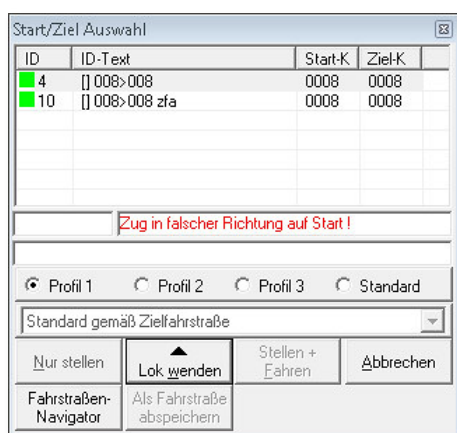 Start/Ziel Auswahl
ID ID-Text Start-K Ziel-K
4 [] 008>008 0008 0008
10 [] 008>008 zfa 0008 0008
Zug in falscher Richtung auf Start !
Profil 1 Profil 2 Profil 3 Standard
Standard gemäß Zielfahrstraße
Nur stellen Lok wenden Stellen + Fahren Abbrechen
Fahrstraßen-Navigator Als Fahrstraße abspeichern